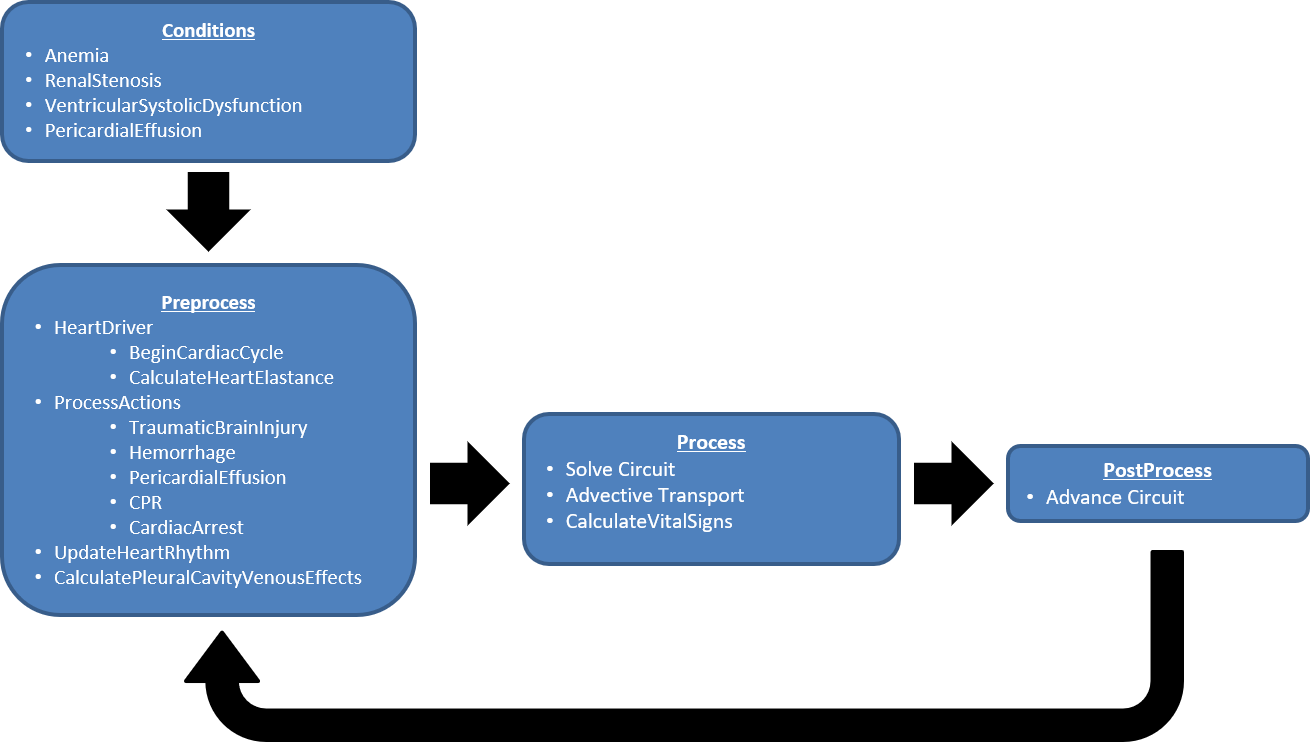 Conditions
• Anemia
• RenalStenosis
• VentricularSystolicDysfunction
• PericardialEffusion
Preprocess
• HeartDriver
• BeginCardiacCycle
• CalculateHeartElastance
• ProcessActions
• TraumaticBrainInjury
• Hemorrhage
• PericardialEffusion
• CPR
• CardiacArrest
• UpdateHeartRhythm
• CalculatePleuralCavityVenousEffects
Process
• Solve Circuit
• Advective Transport
• CalculateVitalSigns
PostProcess
• Advance Circuit